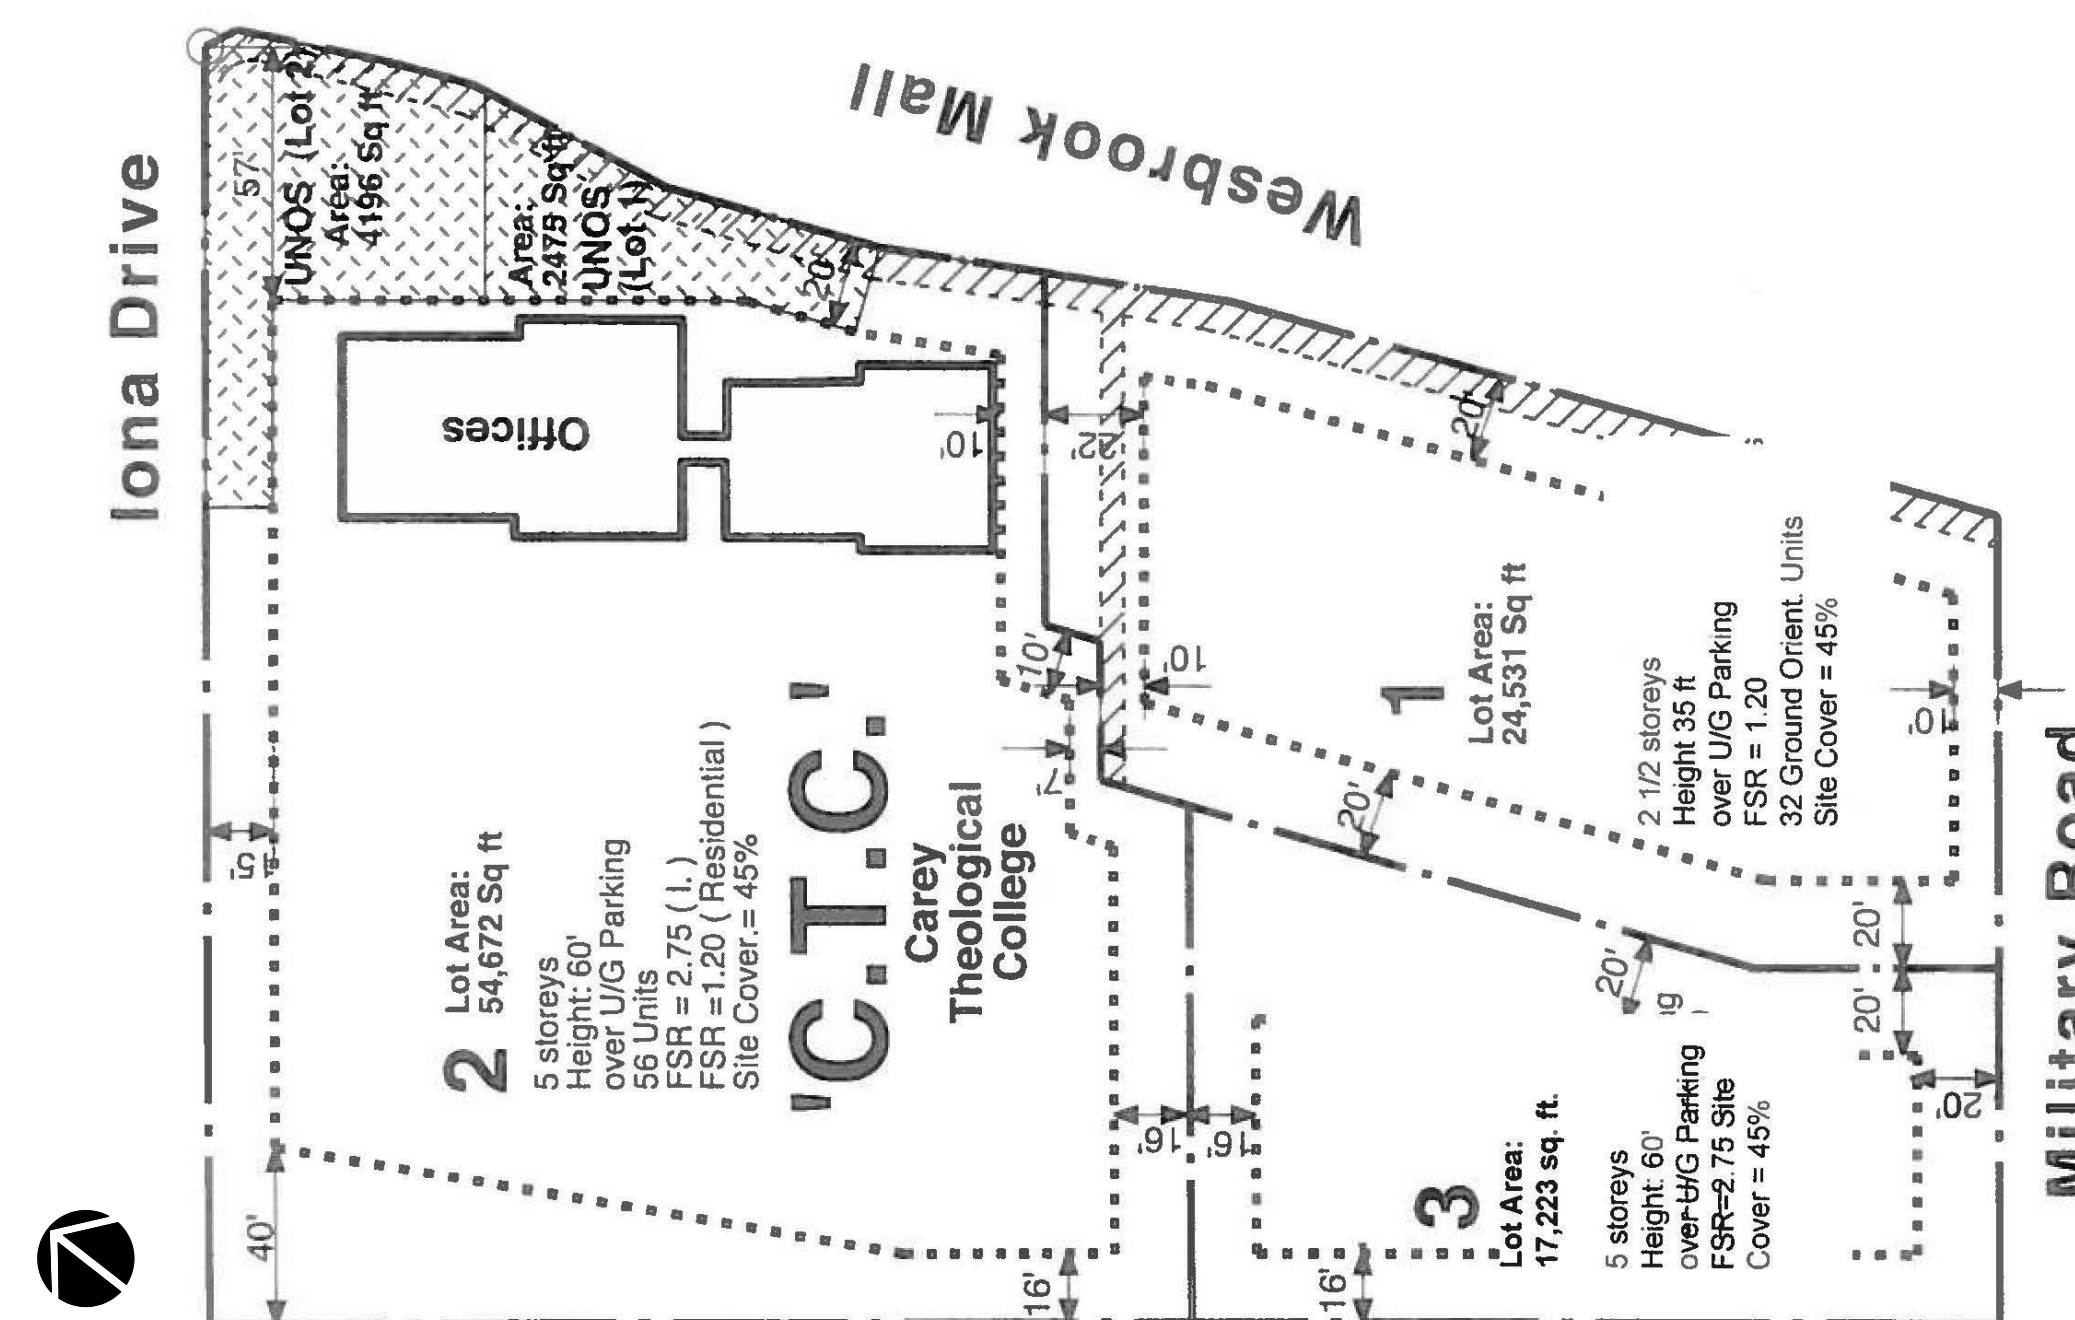 Iona Drive
Wesbrook Mall
Military Road
57'
UNOS (Lot 2)
Area:
4196 Sq ft
Area:
2475 Sq ft
UNOS
(Lot 1)
20'
Offices
10'
22'
20'
10'
10'
7'
15'
2
Lot Area:
54,672 Sq ft
5 storeys
Height: 60'
over U/G Parking
56 Units
FSR = 2.75 ( I. )
FSR =1.20 ( Residential )
Site Cover.= 45%
'C.T.C.'
Carey
Theological
College
1
Lot Area:
24,531 Sq ft
2 1/2 storeys
Height 35 ft
over U/G Parking
FSR = 1.20
32 Ground Orient. Units
Site Cover = 45%
10'
20'
20'
20'
20'
20'
16'
16'
3
Lot Area:
17,223 sq. ft.
5 storeys
Height: 60'
over U/G Parking
FSR=2.75 Site
Cover = 45%
40'
16'
16'